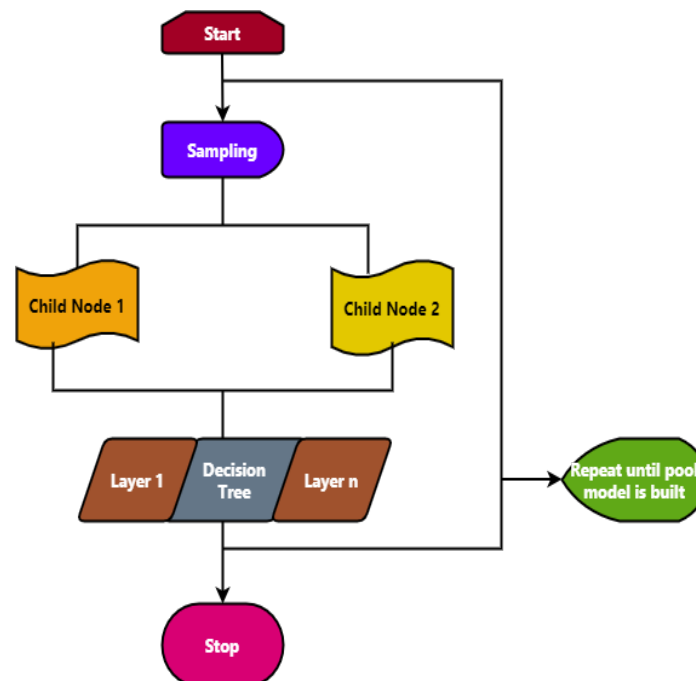 Start
Sampling
Child Node 1
Child Node 2
Layer 1
Decision
Tree
Layer n
Repeat until pool
model is built
Stop